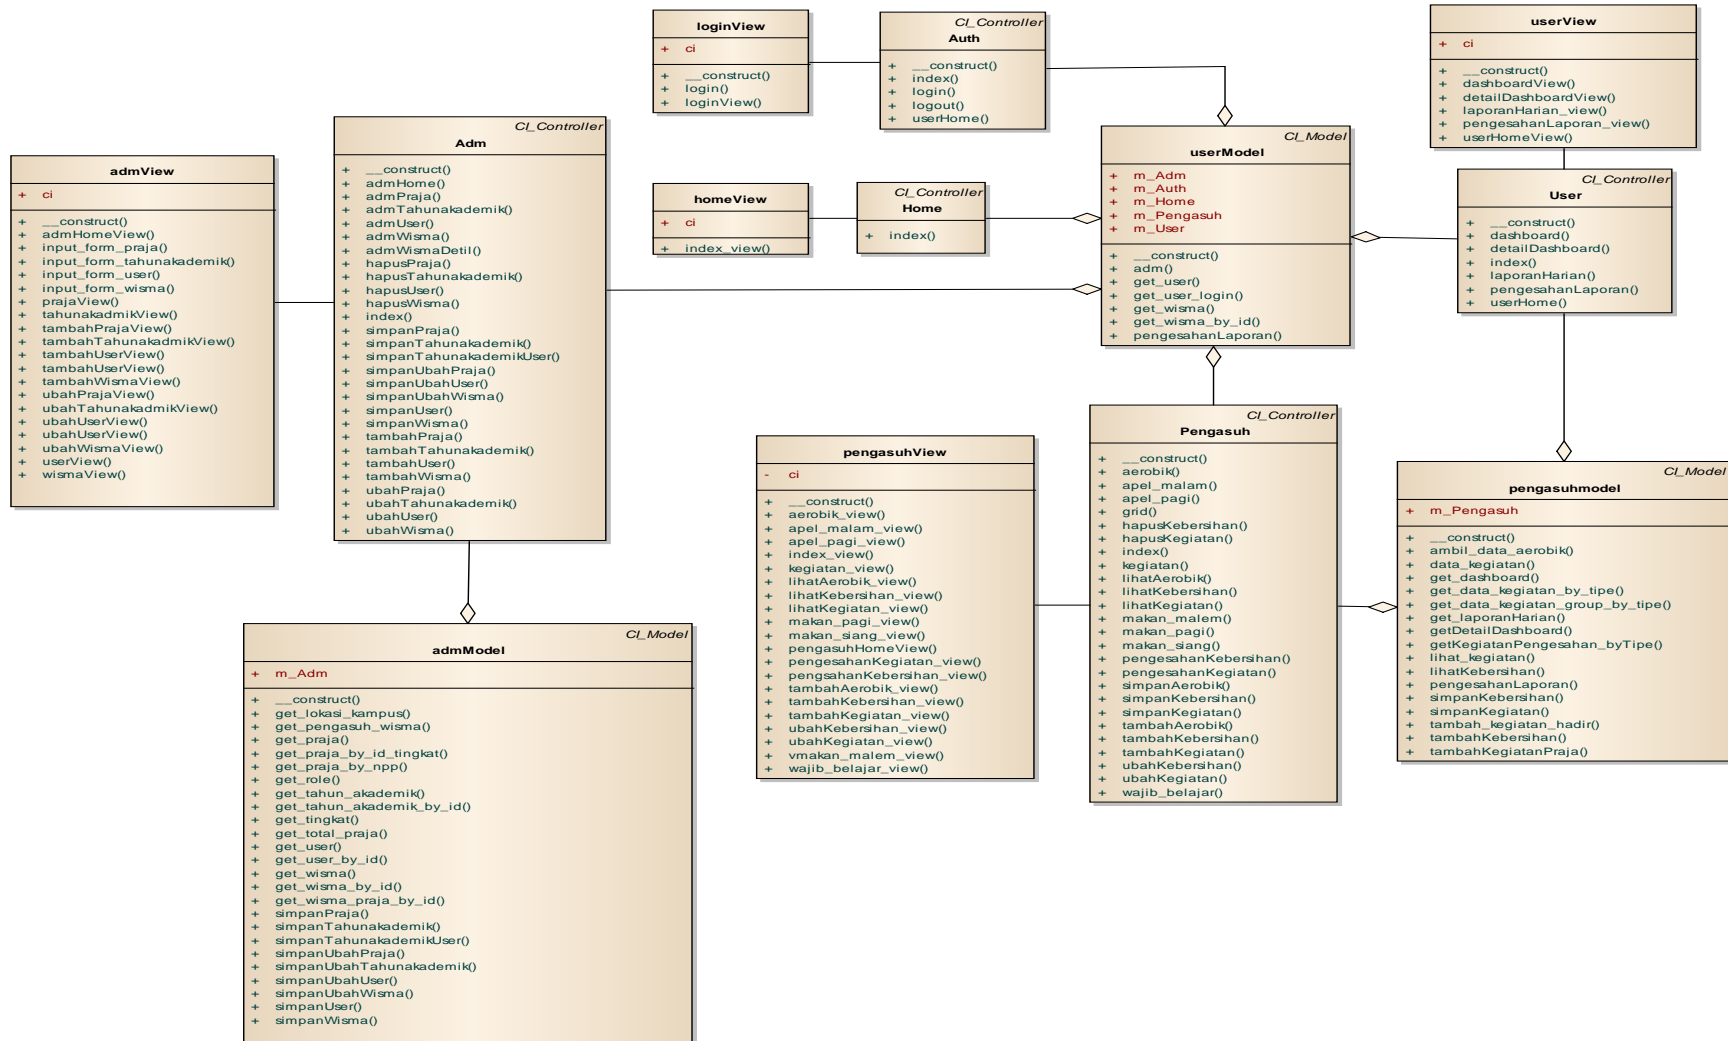 loginView
+ ci
+ __construct()
+ login()
+ loginView()
CI_Controller
Auth
+ __construct()
+ index()
+ login()
+ logout()
+ userHome()
userView
+ ci
+ __construct()
+ dashboardView()
+ detailDashboardView()
+ laporanHarian_view()
+ pengesahanLaporan_view()
+ userHomeView()
admView
+ ci
+ __construct()
+ admHomeView()
+ input_form_praja()
+ input_form_tahunakademik()
+ input_form_user()
+ input_form_wisma()
+ prajaView()
+ tahunakadmikView()
+ tambahPrajaView()
+ tambahTahunakadmikView()
+ tambahUserView()
+ tambahUserView()
+ tambahWismaView()
+ ubahPrajaView()
+ ubahTahunakadmikView()
+ ubahUserView()
+ ubahUserView()
+ ubahWismaView()
+ userView()
+ wismaView()
CI_Controller
Adm
+ __construct()
+ admHome()
+ admPraja()
+ admTahunakademik()
+ admUser()
+ admWisma()
+ admWismaDetil()
+ hapusPraja()
+ hapusTahunakademik()
+ hapusUser()
+ hapusWisma()
+ index()
+ simpanPraja()
+ simpanTahunakademik()
+ simpanTahunakademikUser()
+ simpanUbahPraja()
+ simpanUbahUser()
+ simpanUbahWisma()
+ simpanUser()
+ simpanWisma()
+ tambahPraja()
+ tambahTahunakademik()
+ tambahUser()
+ tambahWisma()
+ ubahPraja()
+ ubahTahunakademik()
+ ubahUser()
+ ubahWisma()
homeView
+ ci
+ index_view()
CI_Controller
Home
+ index()
CI_Model
userModel
+ m_Adm
+ m_Auth
+ m_Home
+ m_Pengasuh
+ m_User
+ __construct()
+ adm()
+ get_user()
+ get_user_login()
+ get_wisma()
+ get_wisma_by_id()
+ pengesahanLaporan()
CI_Controller
User
+ __construct()
+ dashboard()
+ detailDashboard()
+ index()
+ laporanHarian()
+ pengesahanLaporan()
+ userHome()
pengasuhView
- ci
+ __construct()
+ aerobik_view()
+ apel_malam_view()
+ apel_pagi_view()
+ index_view()
+ kegiatan_view()
+ lihatAerobik_view()
+ lihatKebersihan_view()
+ lihatKegiatan_view()
+ makan_pagi_view()
+ makan_siang_view()
+ pengasuhHomeView()
+ pengesahanKegiatan_view()
+ pengsahanKebersihan_view()
+ tambahAerobik_view()
+ tambahKebersihan_view()
+ tambahKegiatan_view()
+ ubahKebersihan_view()
+ ubahKegiatan_view()
+ vmakan_malem_view()
+ wajib_belajar_view()
CI_Controller
Pengasuh
+ __construct()
+ aerobik()
+ apel_malam()
+ apel_pagi()
+ grid()
+ hapusKebersihan()
+ hapusKegiatan()
+ index()
+ kegiatan()
+ lihatAerobik()
+ lihatKebersihan()
+ lihatKegiatan()
+ makan_malem()
+ makan_pagi()
+ makan_siang()
+ pengesahanKebersihan()
+ pengesahanKegiatan()
+ simpanAerobik()
+ simpanKebersihan()
+ simpanKegiatan()
+ tambahAerobik()
+ tambahKebersihan()
+ tambahKegiatan()
+ ubahKebersihan()
+ ubahKegiatan()
+ wajib_belajar()
CI_Model
pengasuhmodel
+ m_Pengasuh
+ __construct()
+ ambil_data_aerobik()
+ data_kegiatan()
+ get_dashboard()
+ get_data_kegiatan_by_tipe()
+ get_data_kegiatan_group_by_tipe()
+ get_laporanHarian()
+ getDetailDashboard()
+ getKegiatanPengesahan_byTipe()
+ lihat_kegiatan()
+ lihatKebersihan()
+ pengesahanLaporan()
+ simpanKebersihan()
+ simpanKegiatan()
+ tambah_kegiatan_hadir()
+ tambahKebersihan()
+ tambahKegiatanPraja()
CI_Model
admModel
+ m_Adm
+ __construct()
+ get_lokasi_kampus()
+ get_pengasuh_wisma()
+ get_praja()
+ get_praja_by_id_tingkat()
+ get_praja_by_npp()
+ get_role()
+ get_tahun_akademik()
+ get_tahun_akademik_by_id()
+ get_tingkat()
+ get_total_praja()
+ get_user()
+ get_user_by_id()
+ get_wisma()
+ get_wisma_by_id()
+ get_wisma_praja_by_id()
+ simpanPraja()
+ simpanTahunakademik()
+ simpanTahunakademikUser()
+ simpanUbahPraja()
+ simpanUbahTahunakademik()
+ simpanUbahUser()
+ simpanUbahWisma()
+ simpanUser()
+ simpanWisma()